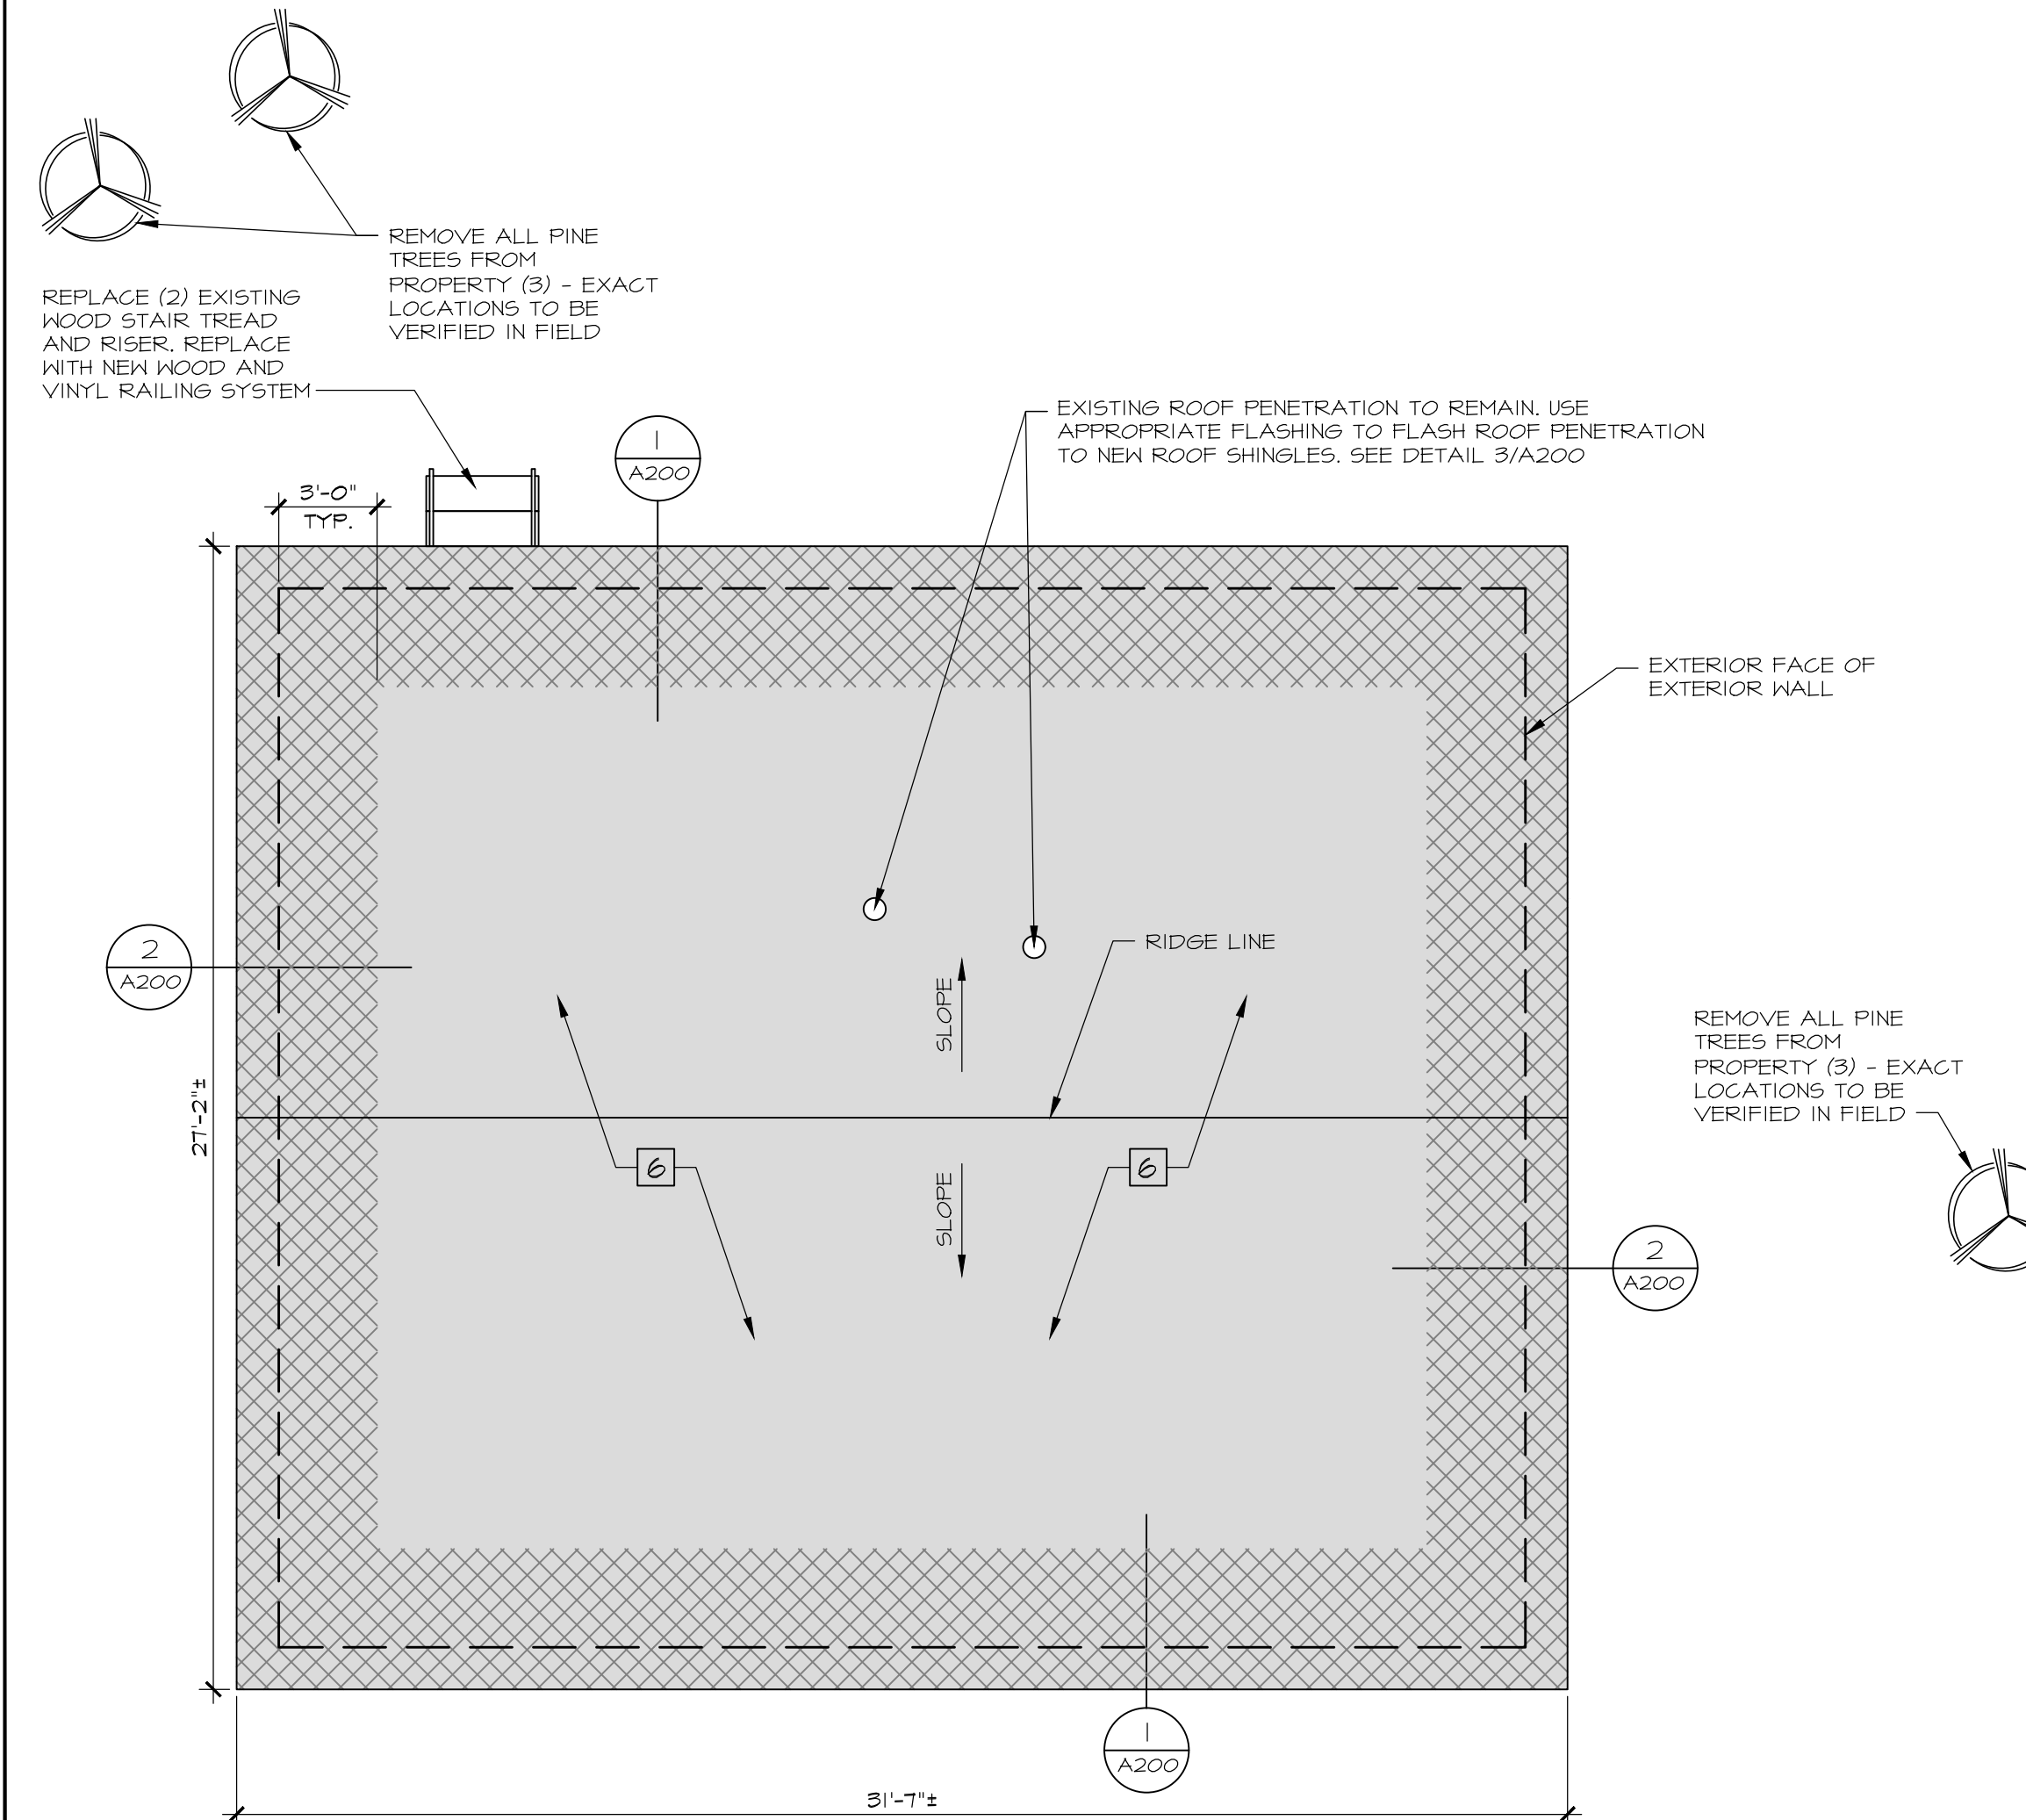 REMOVE ALL PINE
TREES FROM
PROPERTY (3) - EXACT
LOCATIONS TO BE
VERIFIED IN FIELD
REPLACE (2) EXISTING
WOOD STAIR TREAD
AND RISER. REPLACE
WITH NEW WOOD AND
VINYL RAILING SYSTEM
EXISTING ROOF PENETRATION TO REMAIN. USE
APPROPRIATE FLASHING TO FLASH ROOF PENETRATION
TO NEW ROOF SHINGLES. SEE DETAIL 3/A200
1
A200
3'-0"
TYP.
EXTERIOR FACE OF
EXTERIOR WALL
2
A200
RIDGE LINE
SLOPE
27'-2"±
REMOVE ALL PINE
TREES FROM
PROPERTY (3) - EXACT
LOCATIONS TO BE
VERIFIED IN FIELD
6
6
SLOPE
2
A200
1
A200
31'-7"±